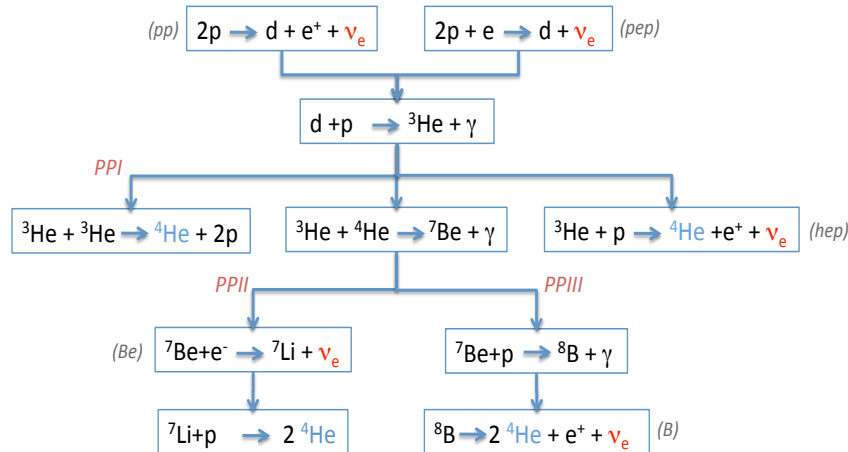 (pp) 2p → d + e⁺ + νₑ 2p + e → d + νₑ (pep)
d +p → ³He + γ
PPI
³He + ³He → ⁴He + 2p ³He + ⁴He → ⁷Be + γ ³He + p → ⁴He +e⁺ + νₑ (hep)
PPII PPIII
(Be) ⁷Be+e⁻ → ⁷Li + νₑ ⁷Be+p → ⁸B + γ
⁷Li+p → 2 ⁴He ⁸B → 2 ⁴He + e⁺ + νₑ (B)